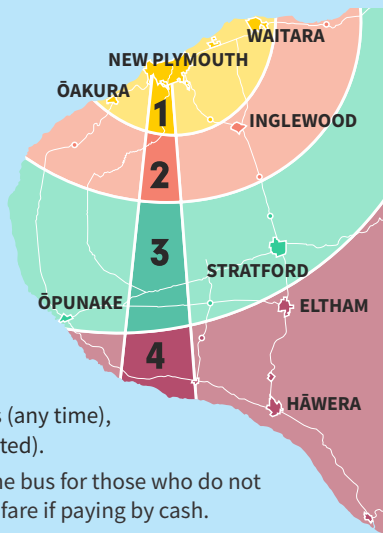 WAITARA
NEW PLYMOUTH
ŌAKURA
1
INGLEWOOD
2
3
STRATFORD
ŌPUNAKE
ELTHAM
4
HĀWERA
(any time),
ted).
ne bus for those who do not
fare if paying by cash.